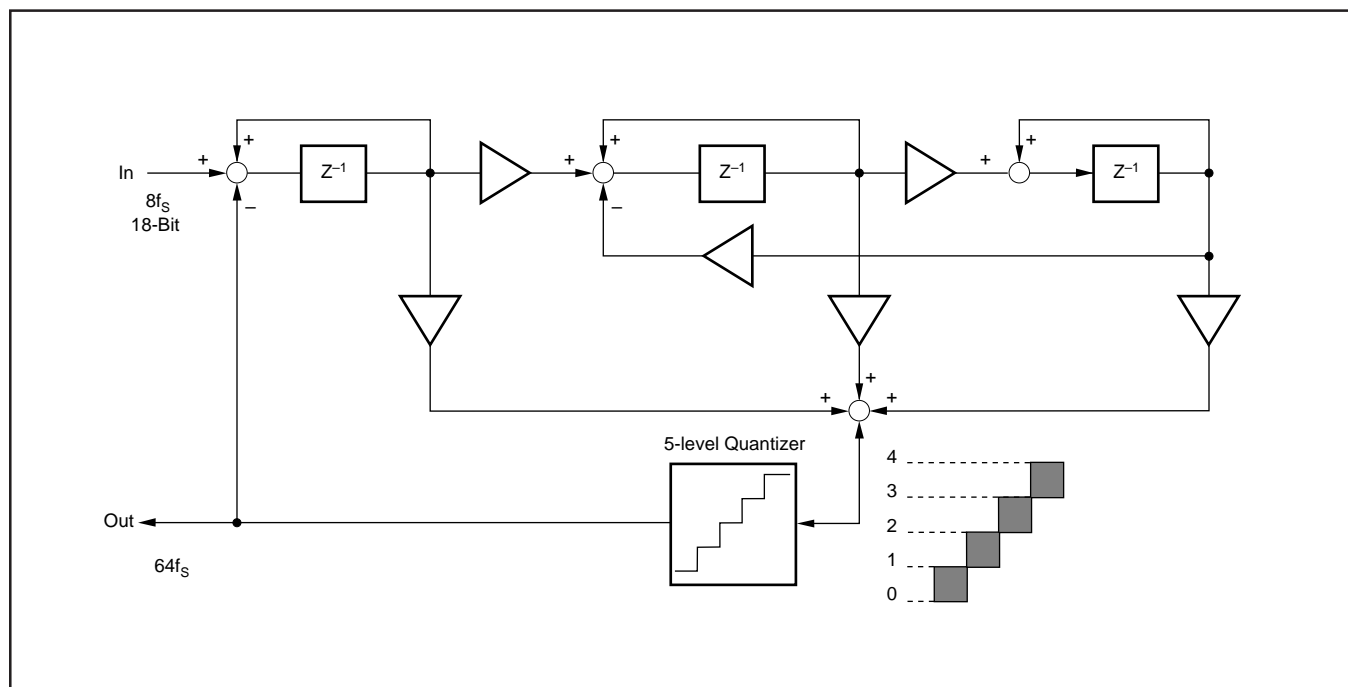 + + +
In + Z⁻¹ + Z⁻¹ + Z⁻¹
− −
8fS
18-Bit
+
+ +
5-level Quantizer
4
3
Out
2
1
64fS
0